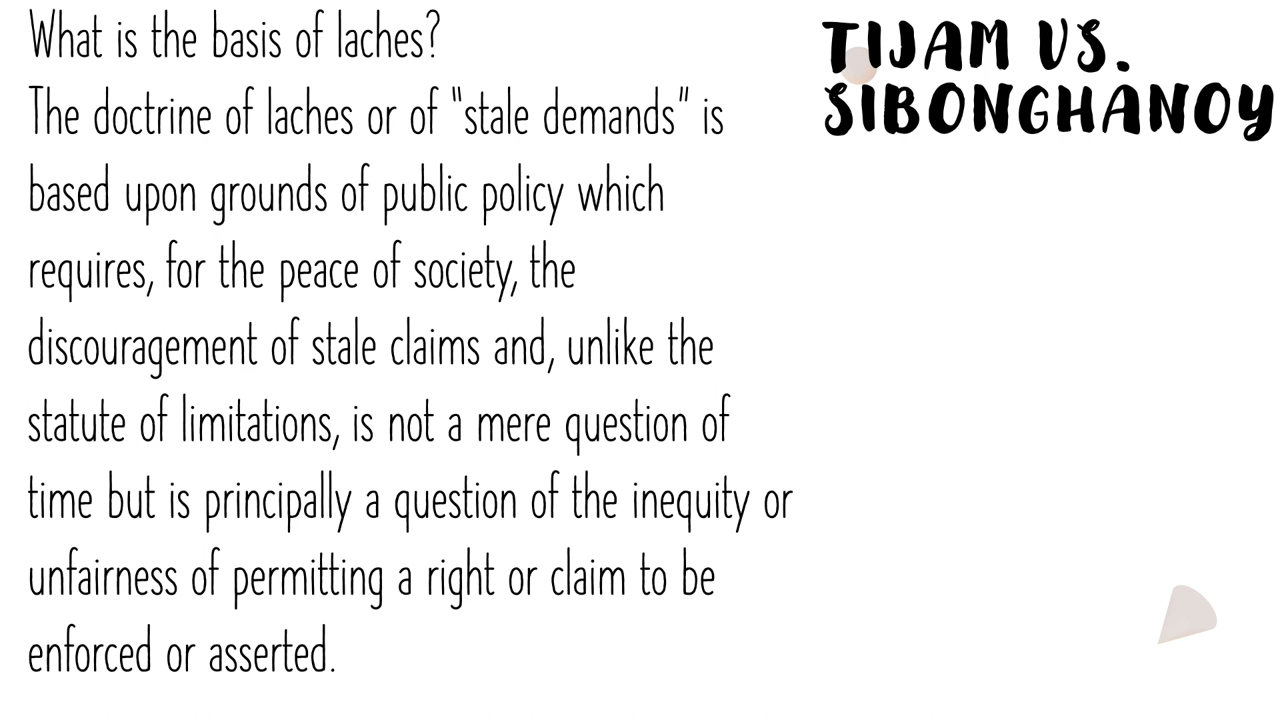 What is the basis of laches?
The doctrine of laches or of "stale demands" is
based upon grounds of public policy which
requires, for the peace of society, the
discouragement of stale claims and, unlike the
statute of limitations, is not a mere question of
time but is principally a question of the inequity or
unfairness of permitting a right or claim to be
enforced or asserted.
TIJAM VS.
SIBONGHANOY